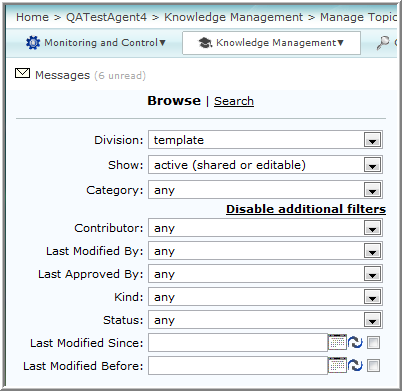 Home > QATestAgent4 > Knowledge Management > Manage Topic
Monitoring and Control▾ Knowledge Management▾
Messages (6 unread)
Browse | Search
Division: template
Show: active (shared or editable)
Category: any
Disable additional filters
Contributor: any
Last Modified By: any
Last Approved By: any
Kind: any
Status: any
Last Modified Since:
Last Modified Before: